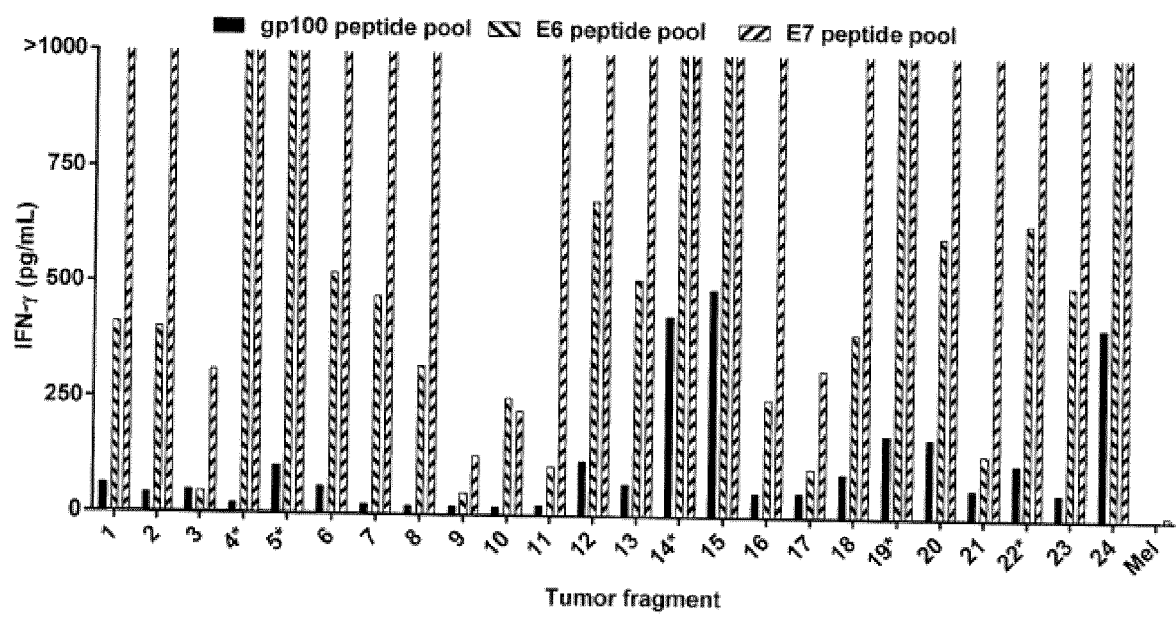 gp100 peptide pool E6 peptide pool E7 peptide pool
>1000
750
500
250
0
IFN-γ (pg/mL)
1 2 3 4* 5* 6 7 8 9 10 11 12 13 14* 15 16 17 18 19* 20 21 22* 23 24 Mel
Tumor fragment